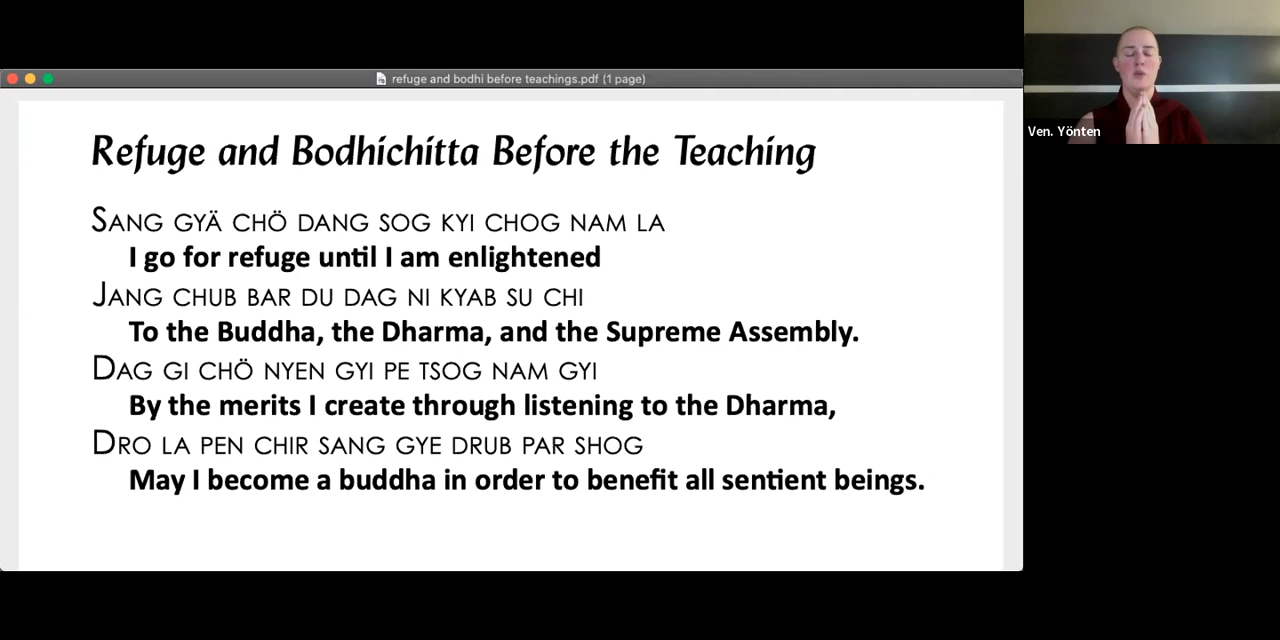 refuge and bodhi before teachings.pdf (1 page)
Refuge and Bodhichitta Before the Teaching
SANG GYÄ CHÖ DANG SOG KYI CHOG NAM LA
I go for refuge until I am enlightened
JANG CHUB BAR DU DAG NI KYAB SU CHI
To the Buddha, the Dharma, and the Supreme Assembly.
DAG GI CHÖ NYEN GYI PE TSOG NAM GYI
By the merits I create through listening to the Dharma,
DRO LA PEN CHIR SANG GYE DRUB PAR SHOG
May I become a buddha in order to benefit all sentient beings.
Ven. Yönten